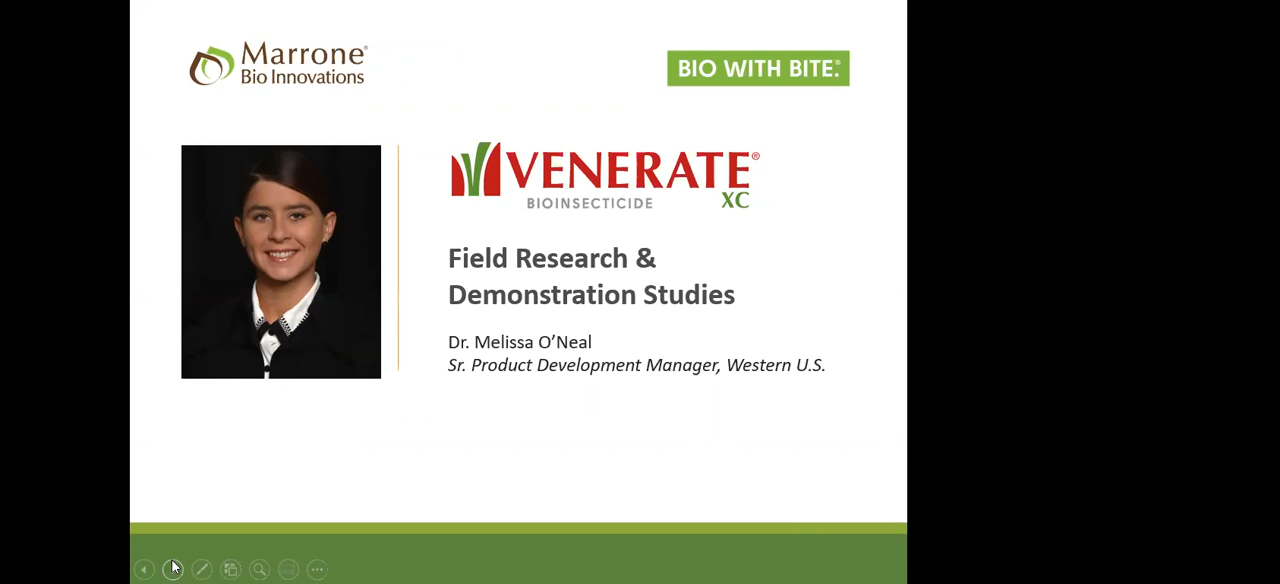 Marrone®
Bio Innovations
BIO WITH BITE®
VENERATE®
BIOINSECTICIDE XC
Field Research &
Demonstration Studies
Dr. Melissa O’Neal
Sr. Product Development Manager, Western U.S.